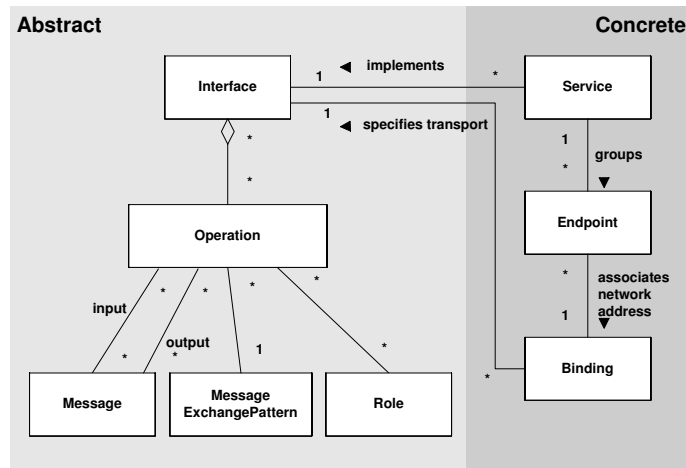 Abstract
Concrete
implements
1
*
Interface
Service
1
specifies transport
*
1
groups
*
*
Operation
Endpoint
*
*
*
*
*
associates
network
address
input
output
1
*
*
*
1
*
Message
Message
ExchangePattern
Role
Binding